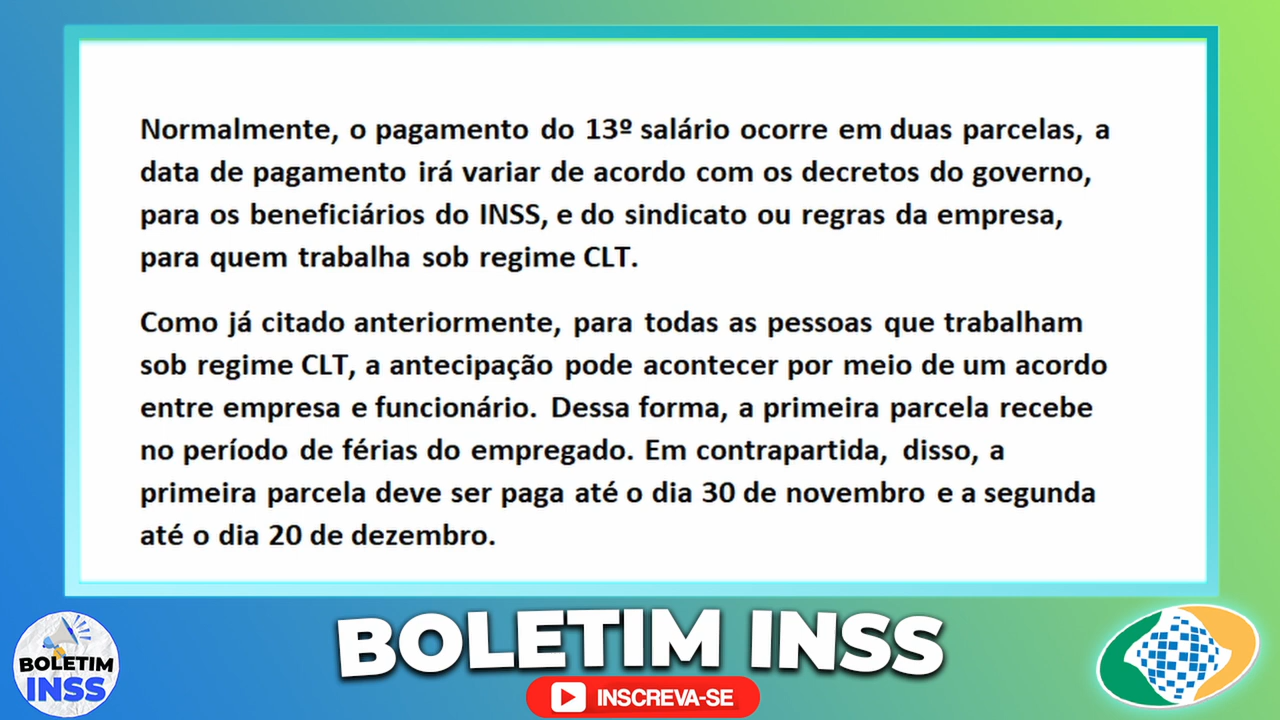 Normalmente, o pagamento do 13º salário ocorre em duas parcelas, a
data de pagamento irá variar de acordo com os decretos do governo,
para os beneficiários do INSS, e do sindicato ou regras da empresa,
para quem trabalha sob regime CLT.
Como já citado anteriormente, para todas as pessoas que trabalham
sob regime CLT, a antecipação pode acontecer por meio de um acordo
entre empresa e funcionário. Dessa forma, a primeira parcela recebe
no período de férias do empregado. Em contrapartida, disso, a
primeira parcela deve ser paga até o dia 30 de novembro e a segunda
até o dia 20 de dezembro.
BOLETIM INSS
INSCREVA-SE
BOLETIM
INSS